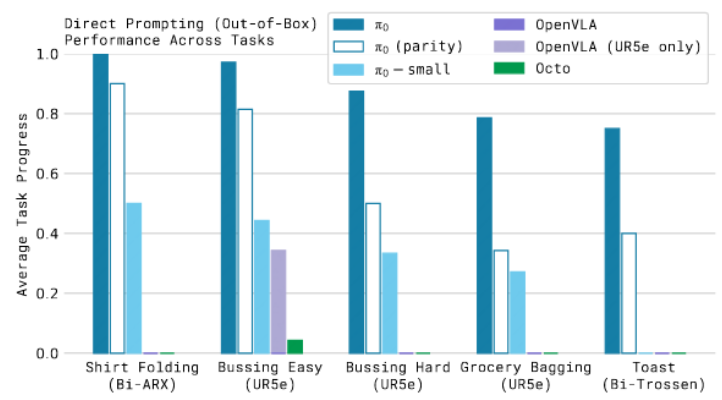 Direct Prompting (Out-of-Box)
Performance Across Tasks
π₀
π₀ (parity)
π₀ – small
OpenVLA
OpenVLA (UR5e only)
Octo
Average Task Progress
1.0
0.8
0.6
0.4
0.2
0.0
Shirt Folding
(Bi-ARX)
Bussing Easy
(UR5e)
Bussing Hard
(UR5e)
Grocery Bagging
(UR5e)
Toast
(Bi-Trossen)